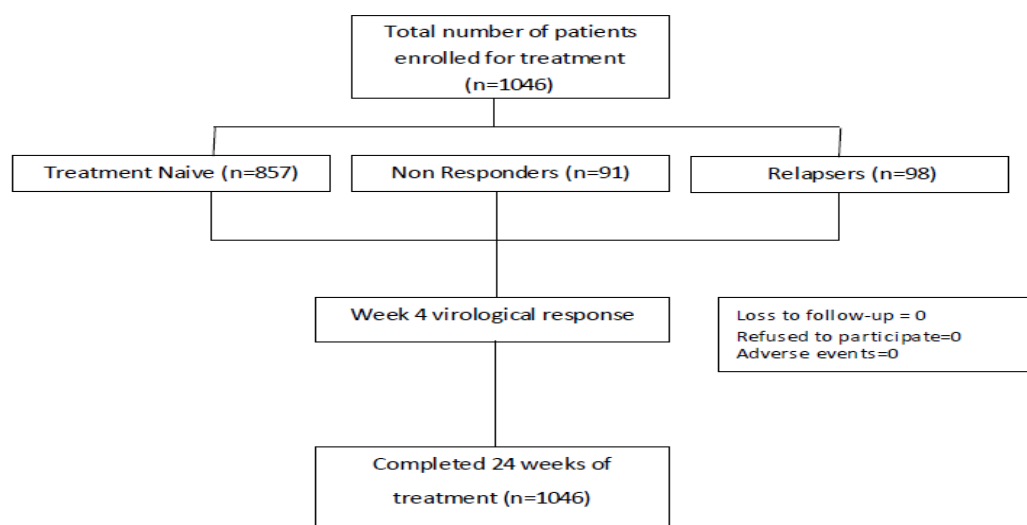 Total number of patients
enrolled for treatment
(n=1046)
Treatment Naive (n=857)
Non Responders (n=91)
Relapsers (n=98)
Week 4 virological response
Loss to follow-up = 0
Refused to participate=0
Adverse events=0
Completed 24 weeks of
treatment (n=1046)